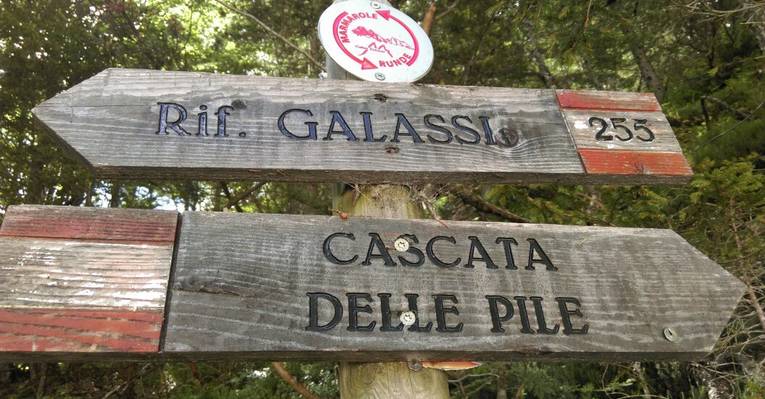 MARMAROLE
RUNDE
Rif. GALASSI
255
CASCATA
DELLE PILE